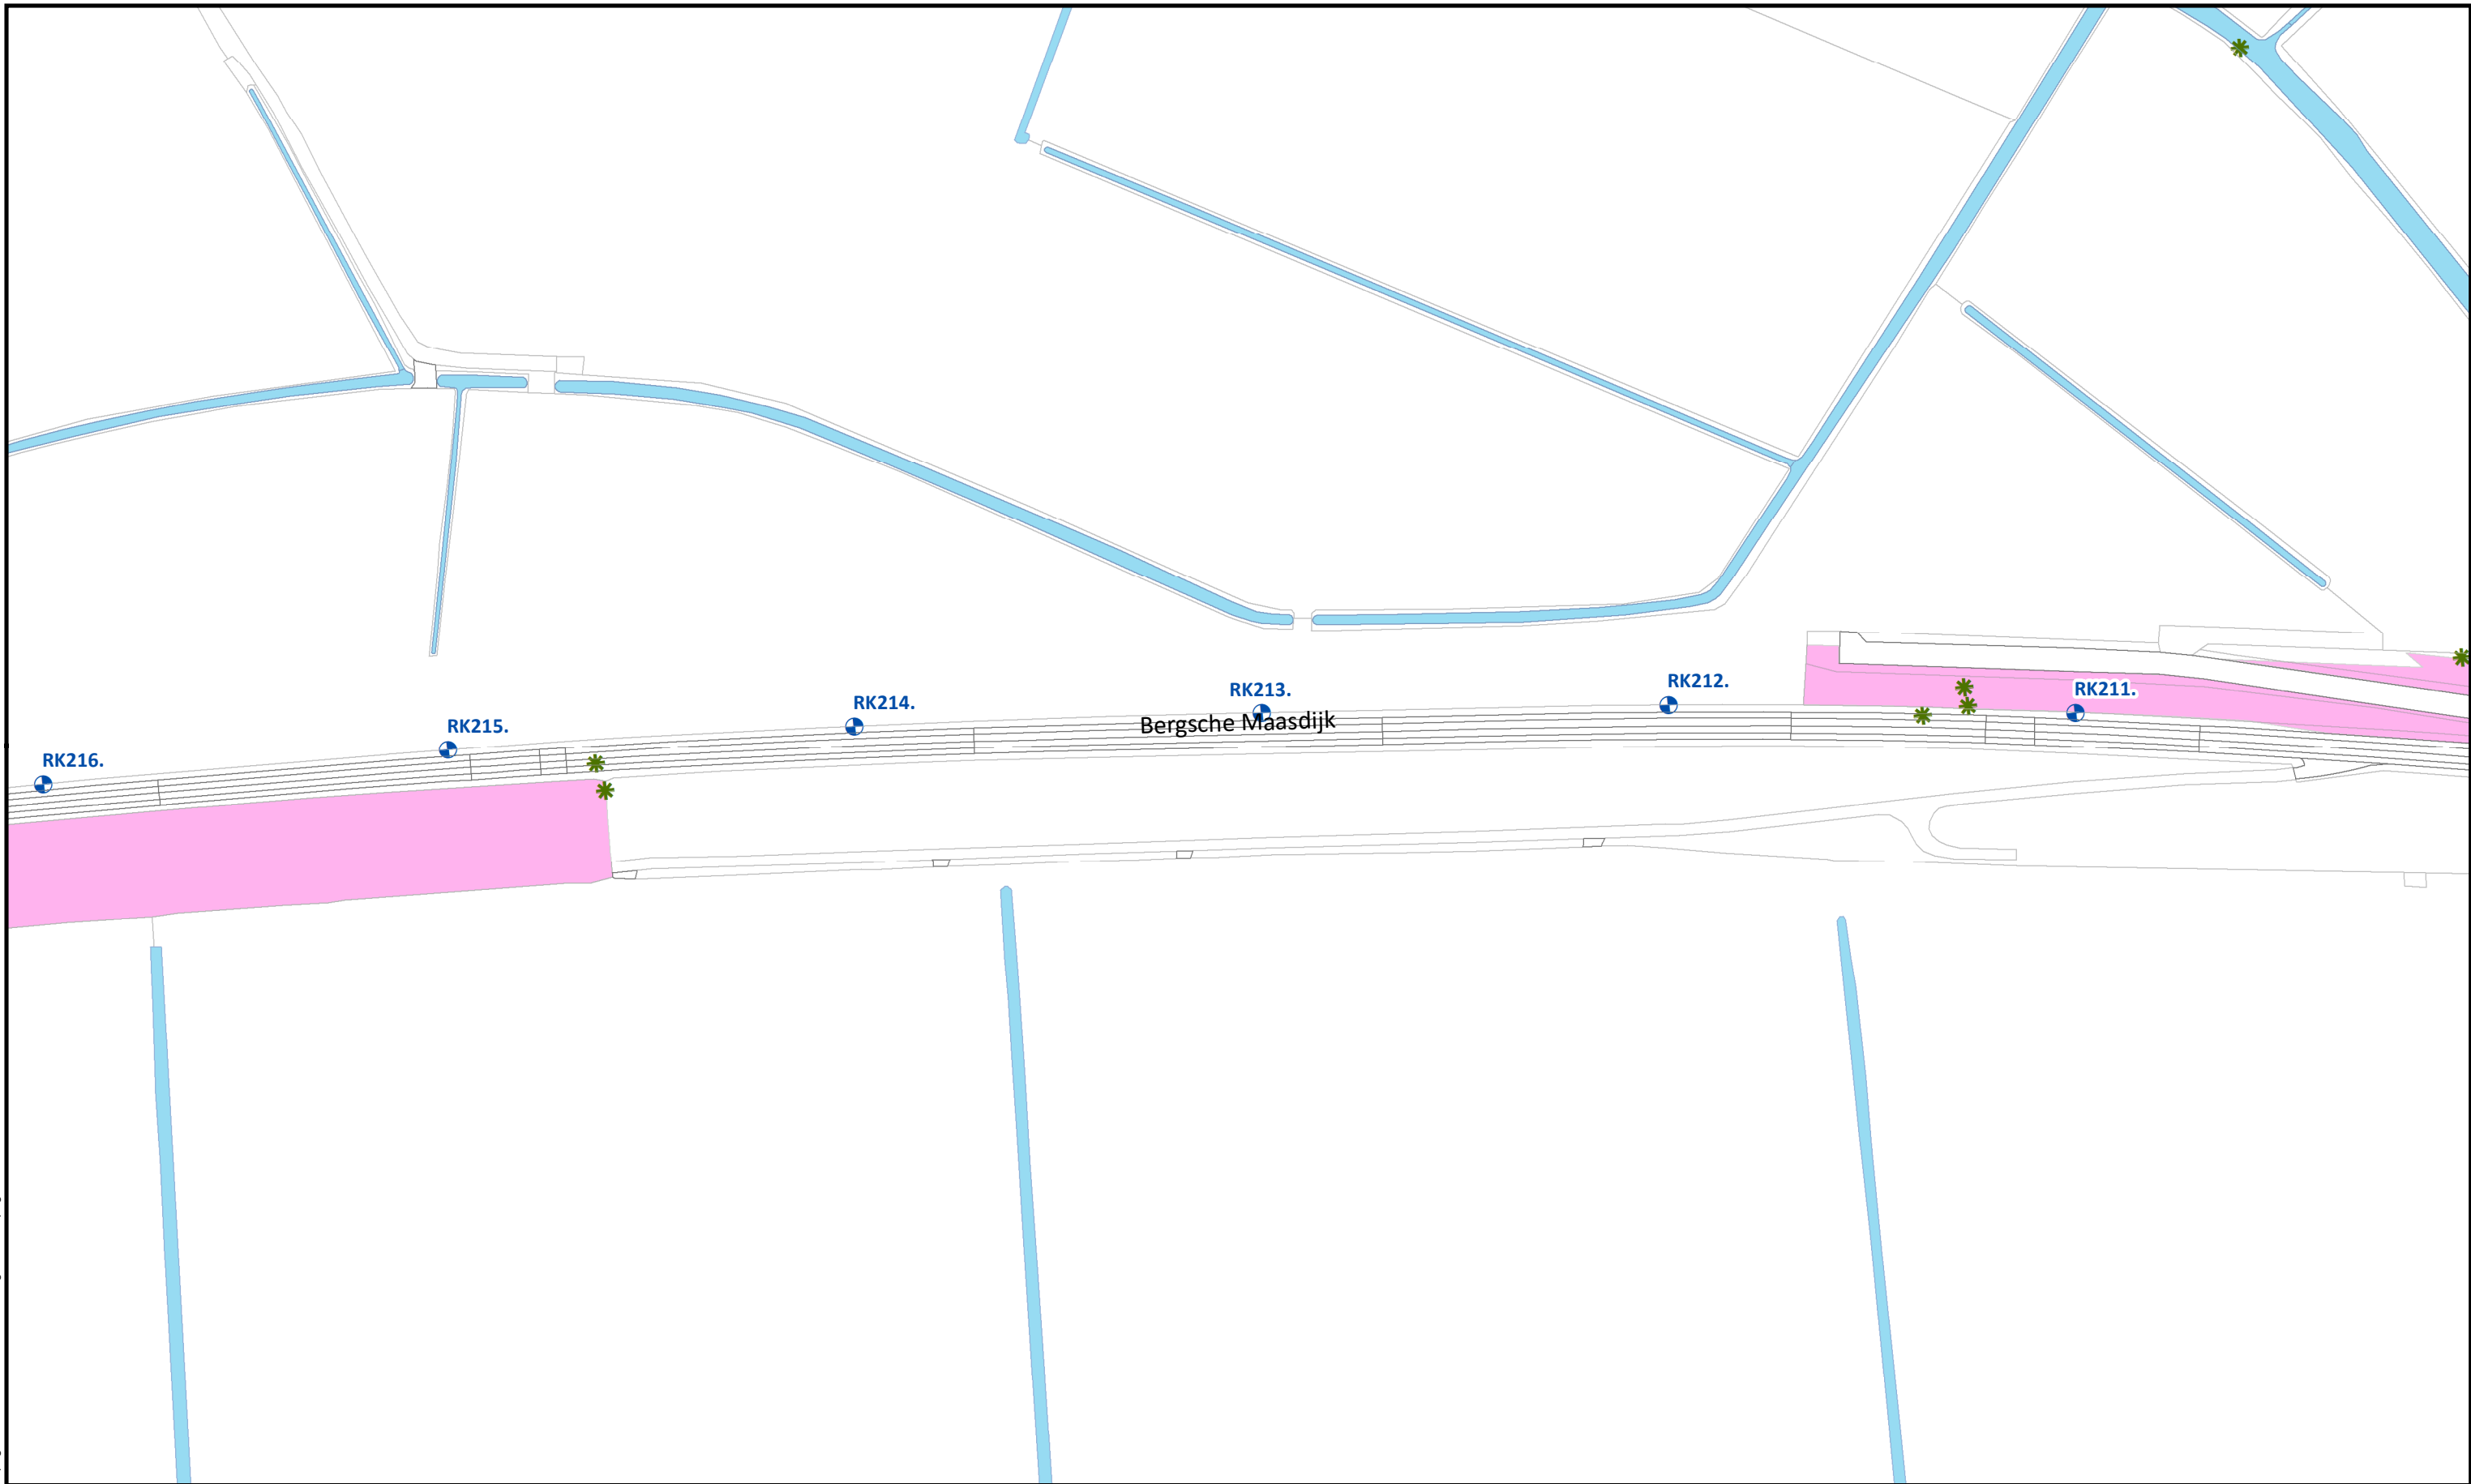 RK212.
RK211.
RK213.
RK214.
Bergsche Maasdijk
RK215.
RK216.